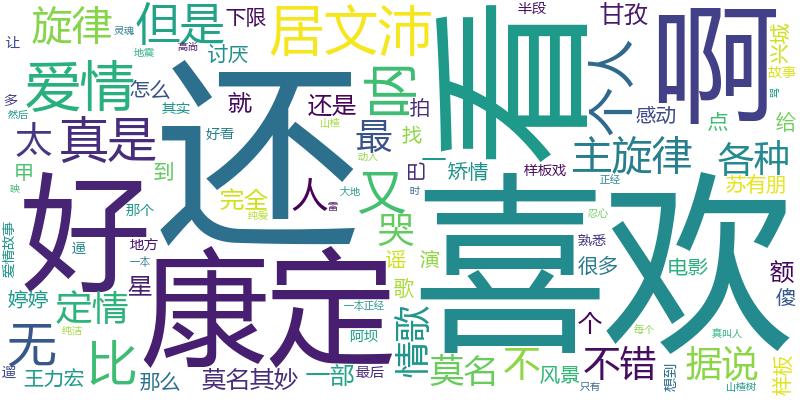 旋律
灵魂
但是
下限
居文沛
看
半段
甘孜
啊
让
地震
高尚
讨厌
呐
个人
故事
爱情
还
怎么
就
还是
拍
感动
点
给
多
然后
其实
太
真是
好看
山楂
最
找
主旋律
各种
甲
到
动人
一
巴
矫情
样板戏
正经
苏有朋
好
那个
完全
纯爱
人
大地
雷
又
哭
时
喜欢
忍心
熟悉
爱情故事
逼
地方
一本
康定
谣
演
很多
电影
额
婷婷
定情
星
一本正经
歌
傻
无
纯洁
比
阿坝
情歌
个
每个
真叫人
王力宏
那么
莫名其妙
一部
最后
莫名
不
风景
不错
只有
想到
据说
山楂树
样板